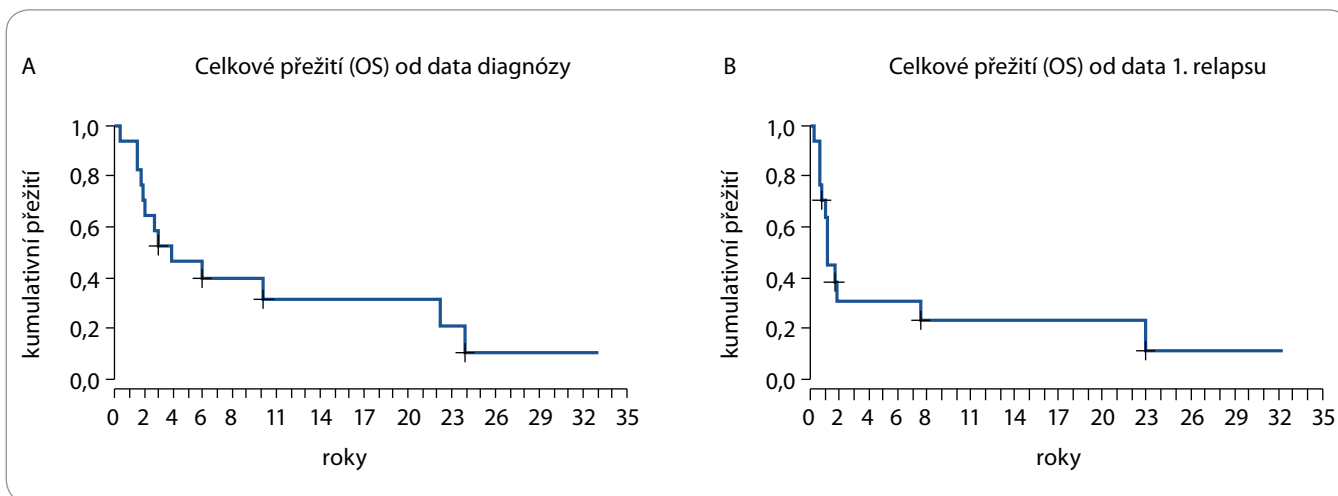 A Celkové přežití (OS) od data diagnózy
kumulativní přežití
1,0
0,8
0,6
0,4
0,2
0,0
0 2 4 6 8 11 14 17 20 23 26 29 32 35
roky
B Celkové přežití (OS) od data 1. relapsu
kumulativní přežití
1,0
0,8
0,6
0,4
0,2
0,0
0 2 4 6 8 11 14 17 20 23 26 29 32 35
roky